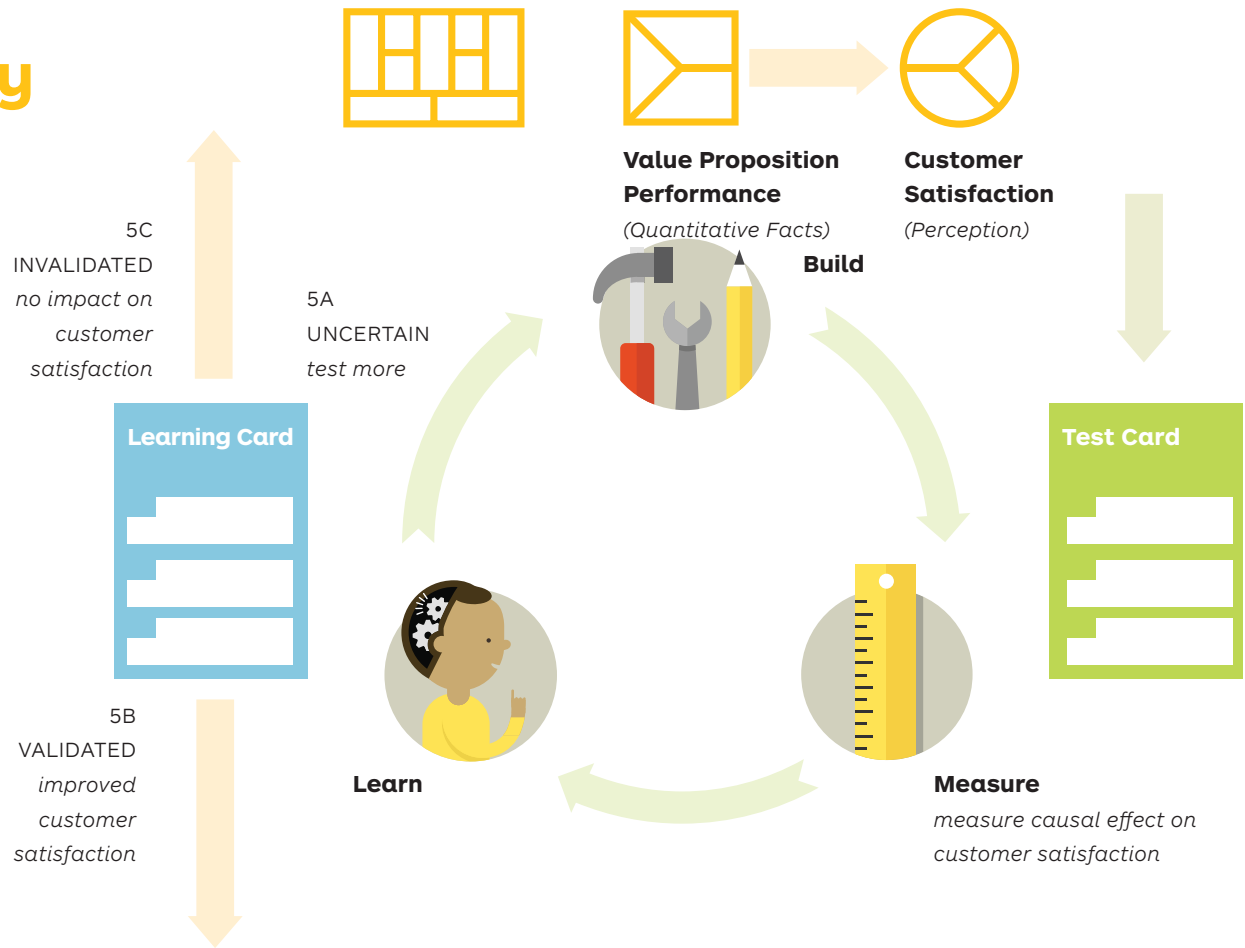 y
Value Proposition
Performance
(Quantitative Facts)
Customer
Satisfaction
(Perception)
Build
5C
INVALIDATED
no impact on
customer
satisfaction
5A
UNCERTAIN
test more
Learning Card
Test Card
5B
VALIDATED
improved
customer
satisfaction
Learn
Measure
measure causal effect on
customer satisfaction